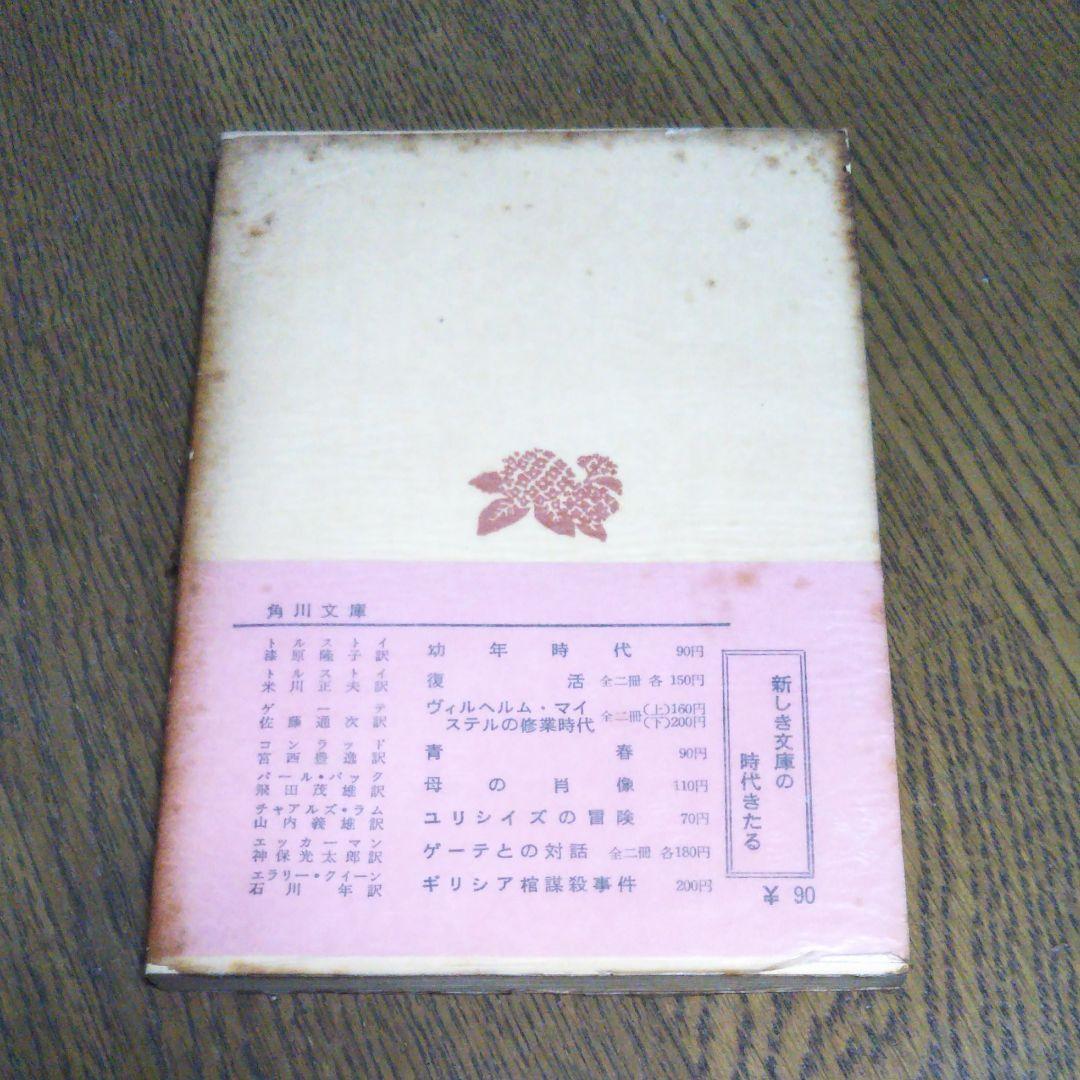 角川文庫
トルストイ
漆原隆子訳
幼年時代 90円
トルストイ
米川正夫訳
復活 全二冊 各150円
ゲーテ
佐藤通次訳
ヴィルヘルム・マイ
ステルの修業時代 全二冊 (上)160円
(下)200円
コンラッド
宮西豊逸訳
青春 90円
パール・バック
飛田茂雄訳
母の肖像 110円
チャアルズ・ラム
山内義雄訳
ユリシイズの冒険 70円
エッカーマン
神保光太郎訳
ゲーテとの対話 全二冊 各180円
エラリー・クイーン
石川年訳
ギリシア棺謀殺事件 200円
新しき文庫の
時代きたる
¥ 90